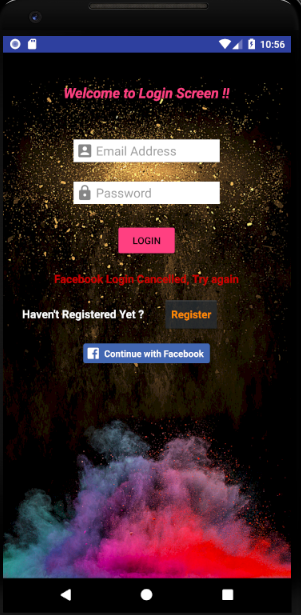 10:56
Welcome to Login Screen !!
Email Address
Password
LOGIN
Facebook Login Cancelled, Try again
Haven't Registered Yet ? Register
Continue with Facebook